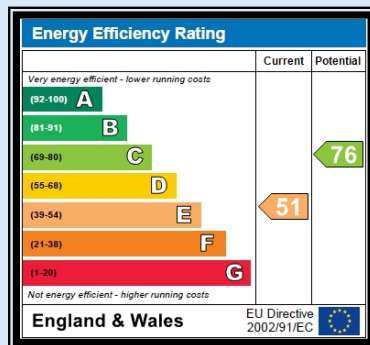 Energy Efficiency Rating
Current Potential
Very energy efficient - lower running costs
(92-100) A
(81-91) B
(69-80) C
76
(55-68) D
(39-54) E
51
(21-38) F
(1-20) G
Not energy efficient - higher running costs
England & Wales
EU Directive
2002/91/EC